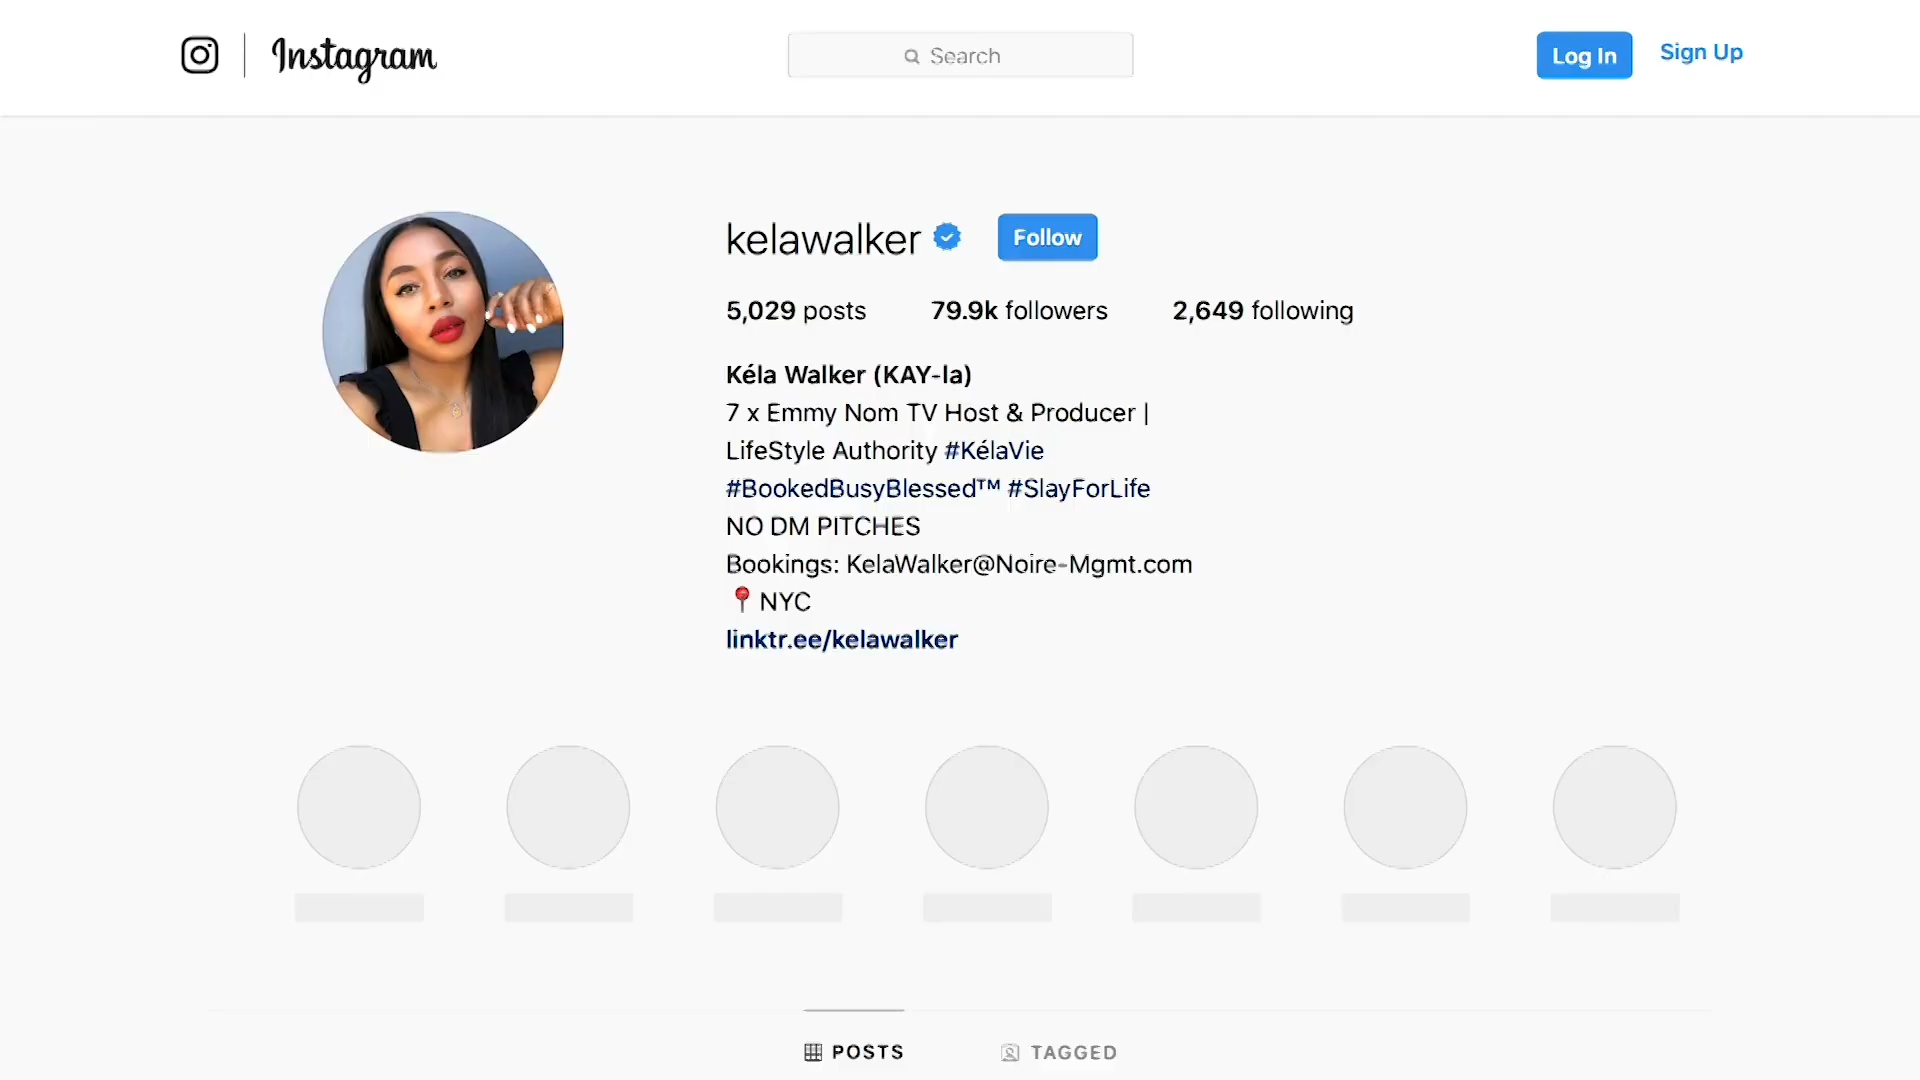 Instagram
Search
Log In
Sign Up
kelawalker
Follow
5,029 posts
79.9k followers
2,649 following
Kéla Walker (KAY-la)
7 x Emmy Nom TV Host & Producer |
LifeStyle Authority #KélaVie
#BookedBusyBlessed™ #SlayForLife
NO DM PITCHES
Bookings: KelaWalker@Noire-Mgmt.com
📍NYC
linktr.ee/kelawalker
POSTS
TAGGED